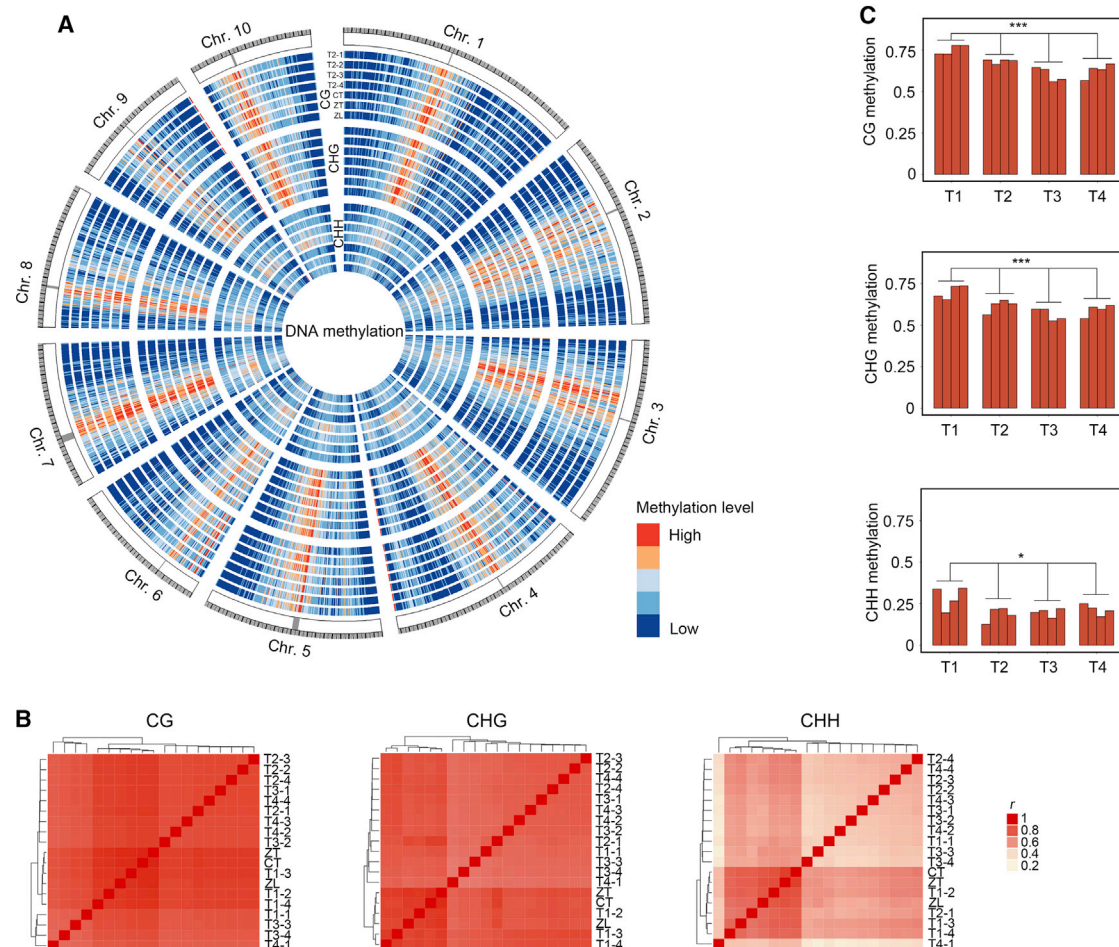 A
Chr. 1
Chr. 2
Chr. 3
Chr. 4
Chr. 5
Chr. 6
Chr. 7
Chr. 8
Chr. 9
Chr. 10
T2-1
T2-2
T2-3
T2-4
CT
ZT
ZL
CG
CHG
CHH
DNA methylation
Methylation level
High
Low
C
CG methylation
0.75
0.5
0.25
0
***
T1 T2 T3 T4
CHG methylation
0.75
0.5
0.25
0
***
T1 T2 T3 T4
CHH methylation
0.75
0.5
0.25
0
*
T1 T2 T3 T4
B
CG
T2-3
T2-2
T2-4
T3-1
T4-4
T2-1
T4-3
T4-2
T3-2
ZT
CT
T1-3
ZL
T1-2
T1-4
T1-1
T3-3
T3-4
T4-1
CHG
T2-3
T2-2
T2-4
T3-1
T4-4
T4-3
T4-2
T3-2
T2-1
T1-1
T3-3
T3-4
T4-1
ZT
CT
T1-2
ZL
T1-4
CHH
T2-4
T4-4
T2-3
T2-2
T4-3
T3-1
T3-2
T4-2
T1-1
T3-3
T3-4
CT
ZT
T1-2
ZL
T2-1
T1-3
T1-4
T4-1
r
1
0.8
0.6
0.4
0.2